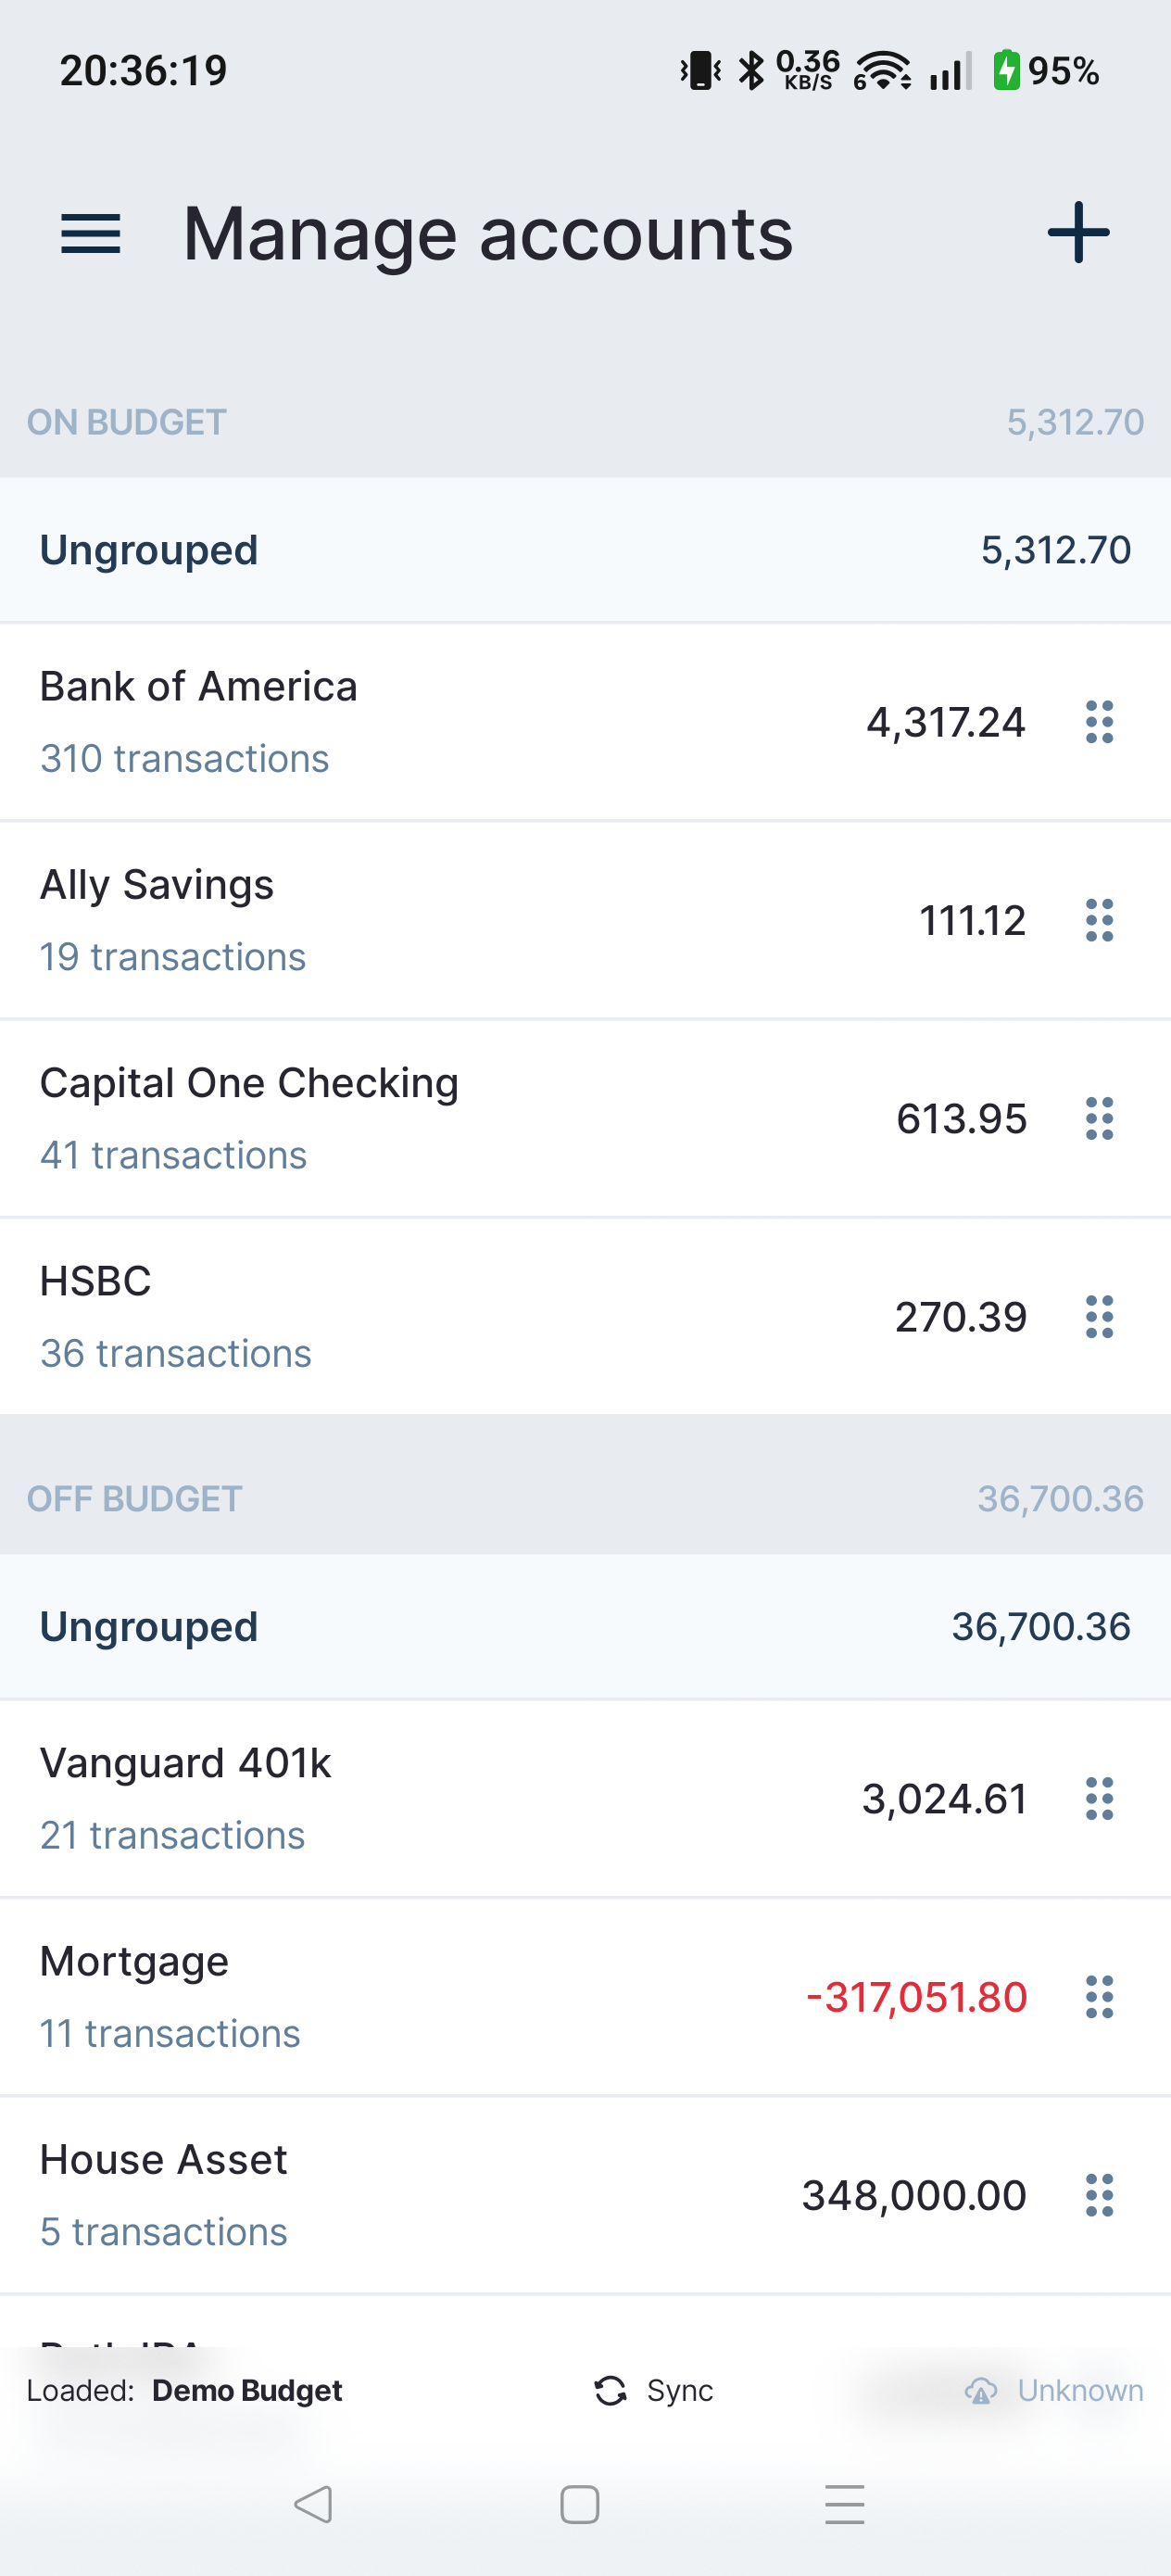 20:36:19
0.36
KB/S
6
95%
Manage accounts
ON BUDGET
5,312.70
Ungrouped
5,312.70
Bank of America
310 transactions
4,317.24
Ally Savings
19 transactions
111.12
Capital One Checking
41 transactions
613.95
HSBC
36 transactions
270.39
OFF BUDGET
36,700.36
Ungrouped
36,700.36
Vanguard 401k
21 transactions
3,024.61
Mortgage
11 transactions
-317,051.80
House Asset
5 transactions
348,000.00
Loaded: Demo Budget
Sync
Unknown